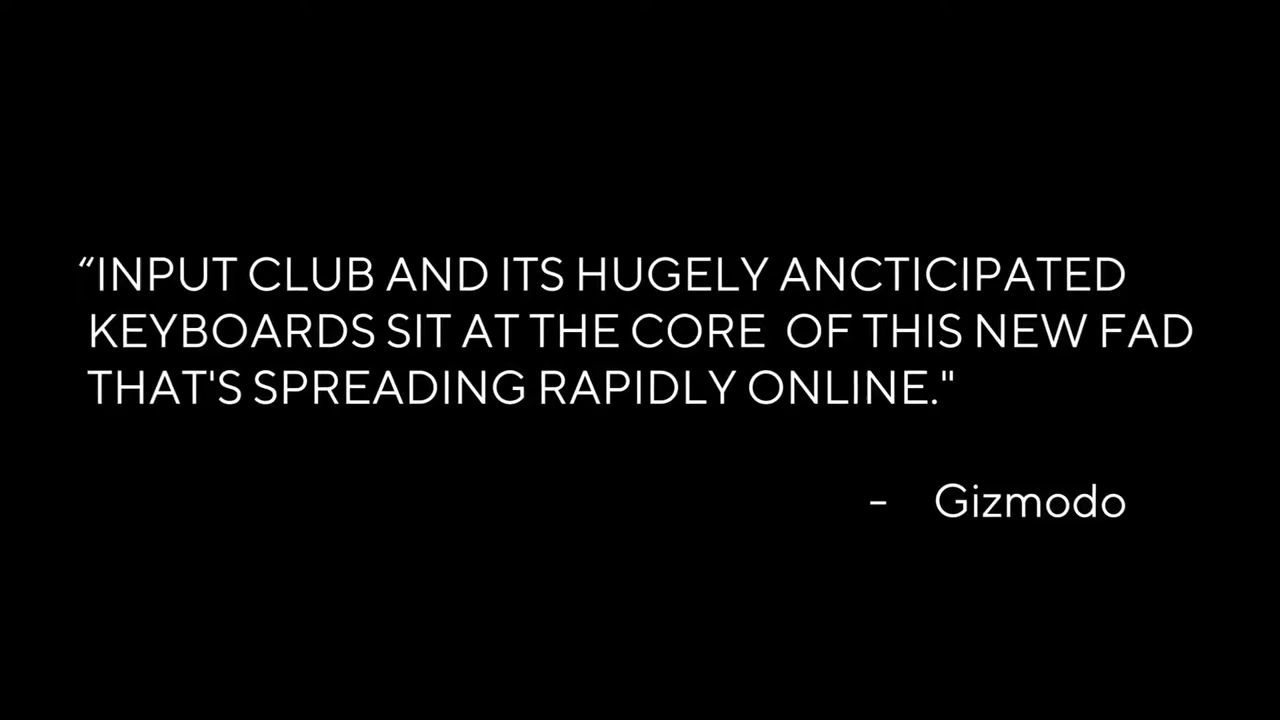 “INPUT CLUB AND ITS HUGELY ANCTICIPATED
KEYBOARDS SIT AT THE CORE  OF THIS NEW FAD
THAT'S SPREADING RAPIDLY ONLINE."
-  Gizmodo